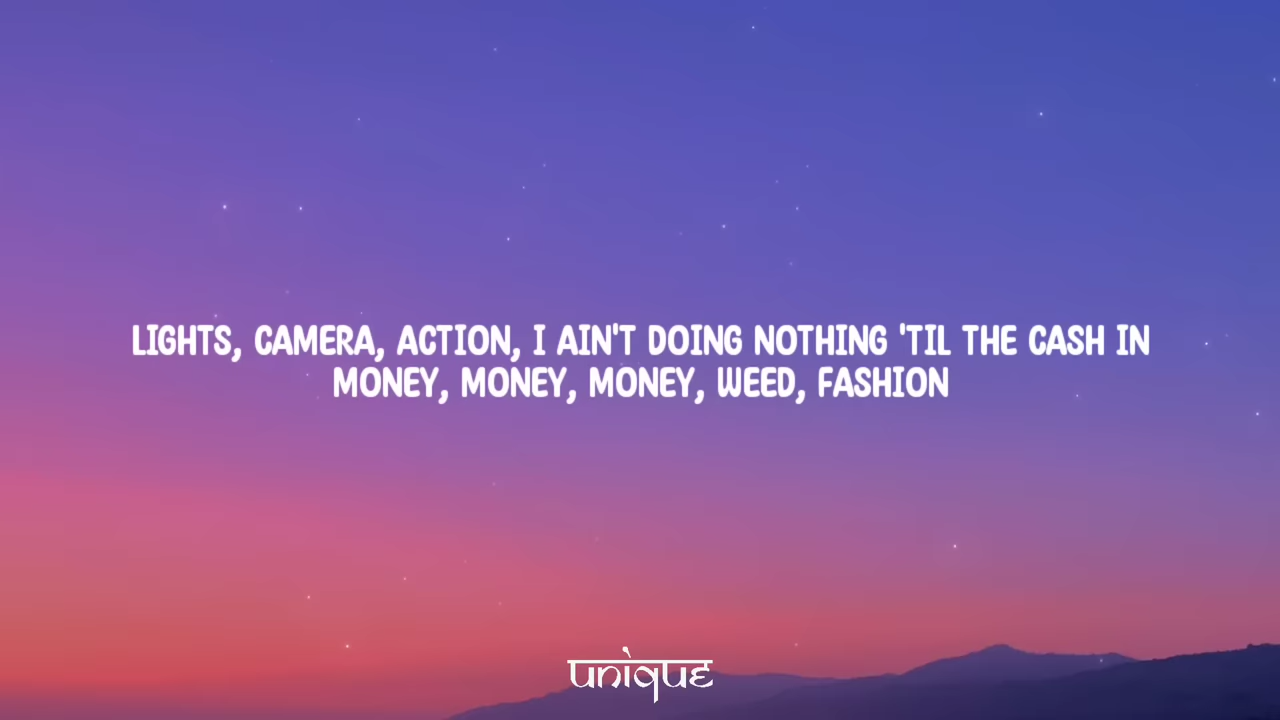 LIGHTS, CAMERA, ACTION, I AIN'T DOING NOTHING 'TIL THE CASH IN
MONEY, MONEY, MONEY, WEED, FASHION
UNIQUE